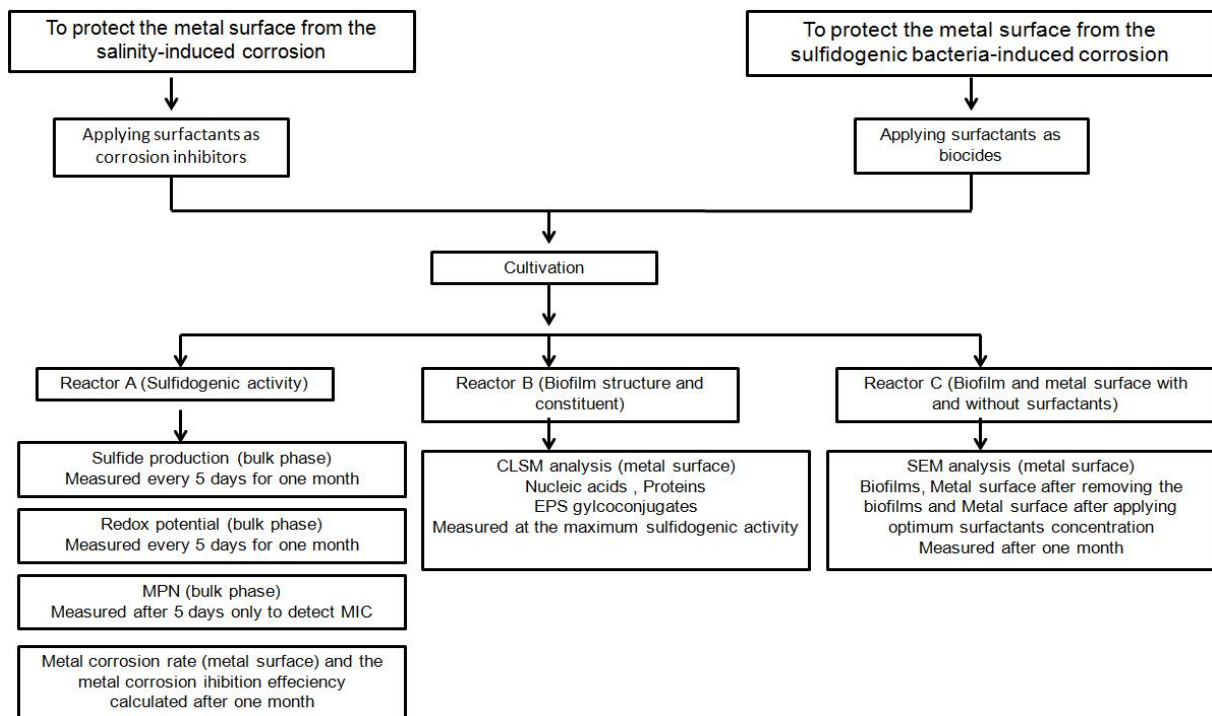 To protect the metal surface from the
salinity-induced corrosion
To protect the metal surface from the
sulfidogenic bacteria-induced corrosion
Applying surfactants as
corrosion inhibitors
Applying surfactants as
biocides
Cultivation
Reactor A (Sulfidogenic activity)
Reactor B (Biofilm structure and
constituent)
Reactor C (Biofilm and metal surface with
and without surfactants)
Sulfide production (bulk phase)
Measured every 5 days for one month
Redox potential (bulk phase)
Measured every 5 days for one month
MPN (bulk phase)
Measured after 5 days only to detect MIC
Metal corrosion rate (metal surface) and the
metal corrosion ihibition effeciency
calculated after one month
CLSM analysis (metal surface)
Nucleic acids , Proteins
EPS gylcoconjugates
Measured at the maximum sulfidogenic activity
SEM analysis (metal surface)
Biofilms, Metal surface after removing the
biofilms and Metal surface after applying
optimum surfactants concentration
Measured after one month